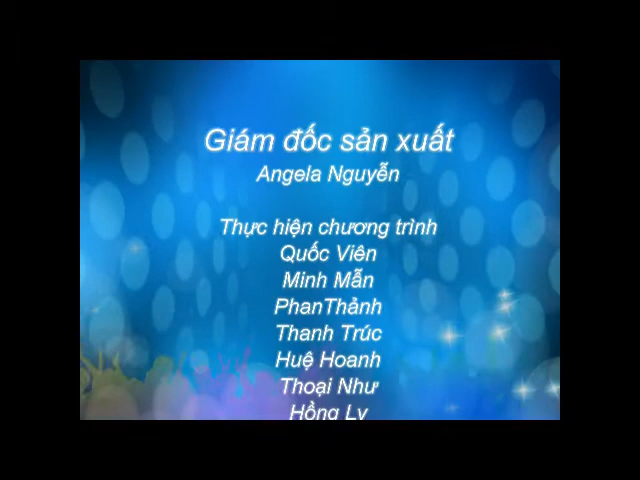 Giám đốc sản xuất
Angela Nguyễn
Thực hiện chương trình
Quốc Viên
Minh Mẫn
PhanThảnh
Thanh Trúc
Huệ Hoanh
Thoại Như
Hồng Ly